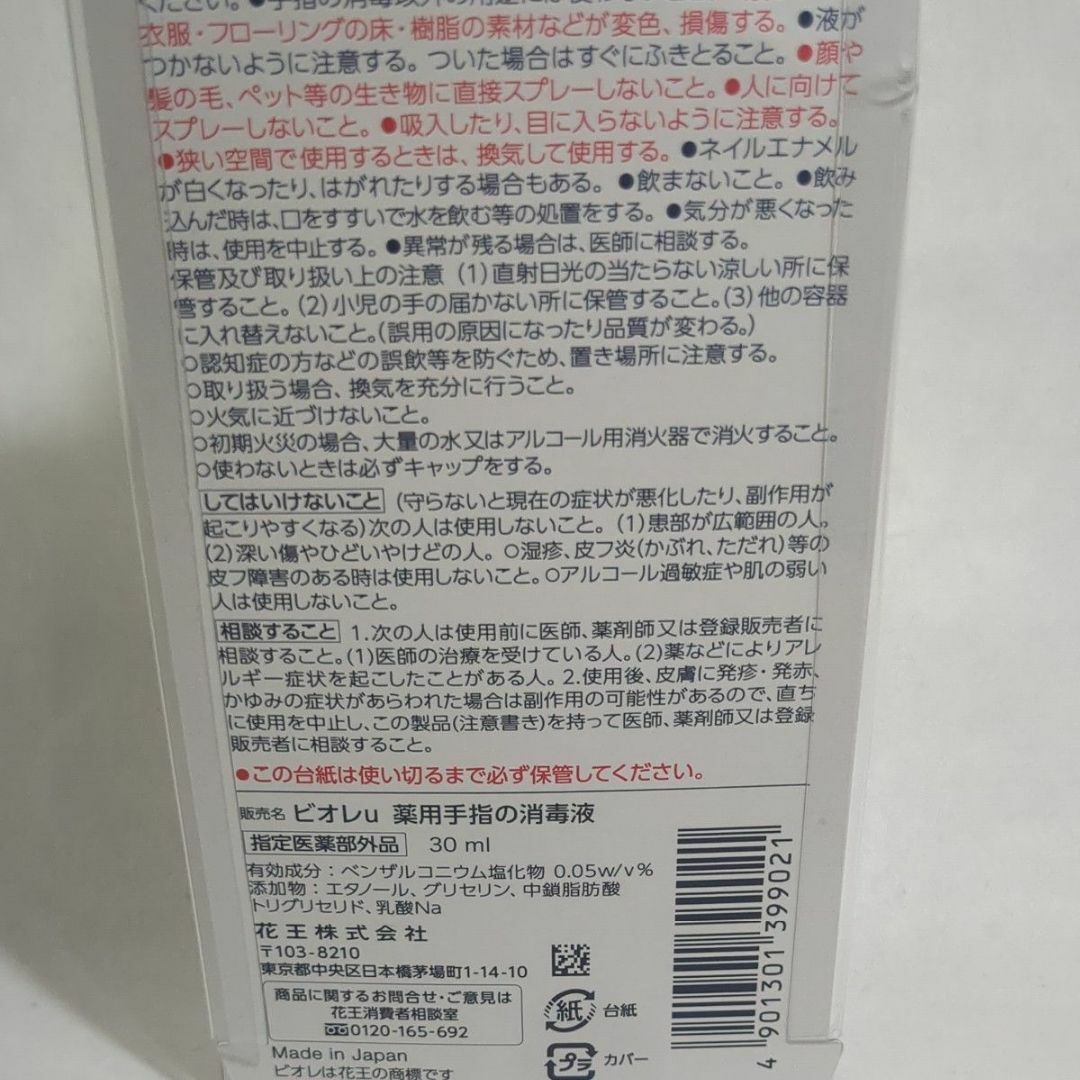 ください。●手指の消毒以外の用途には使わないこと。
衣服・フローリングの床・樹脂の素材などが変色、損傷する。●液が
つかないように注意する。ついた場合はすぐにふきとること。●顔や
髪の毛、ペット等の生き物に直接スプレーしないこと。●人に向けて
スプレーしないこと。●吸入したり、目に入らないように注意する。
●狭い空間で使用するときは、換気して使用する。●ネイルエナメル
が白くなったり、はがれたりする場合もある。●飲まないこと。●飲み
込んだ時は、口をすすいで水を飲む等の処置をする。●気分が悪くなった
時は、使用を中止する。●異常が残る場合は、医師に相談する。
保管及び取り扱い上の注意 (1)直射日光の当たらない涼しい所に保
管すること。(2)小児の手の届かない所に保管すること。(3)他の容器
に入れ替えないこと。(誤用の原因になったり品質が変わる。)
○認知症の方などの誤飲等を防ぐため、置き場所に注意する。
○取り扱う場合、換気を充分に行うこと。
○火気に近づけないこと。
○初期火災の場合、大量の水又はアルコール用消火器で消火すること。
○使わないときは必ずキャップをする。
してはいけないこと (守らないと現在の症状が悪化したり、副作用が
起こりやすくなる)次の人は使用しないこと。(1)患部が広範囲の人。
(2)深い傷やひどいやけどの人。○湿疹、皮フ炎(かぶれ、ただれ)等の
皮フ障害のある時は使用しないこと。○アルコール過敏症や肌の弱い
人は使用しないこと。
相談すること 1.次の人は使用前に医師、薬剤師又は登録販売者に
相談すること。(1)医師の治療を受けている人。(2)薬などによりアレ
ルギー症状を起こしたことがある人。2.使用後、皮膚に発疹・発赤、
かゆみの症状があらわれた場合は副作用の可能性があるので、直ち
に使用を中止し、この製品(注意書き)を持って医師、薬剤師又は登録
販売者に相談すること。
●この台紙は使い切るまで必ず保管してください。
販売名 ビオレu 薬用手指の消毒液
指定医薬部外品 30 ml
有効成分：ベンザルコニウム塩化物 0.05w/v%
添加物：エタノール、グリセリン、中鎖脂肪酸
トリグリセリド、乳酸Na
花王株式会社
〒103-8210
東京都中央区日本橋茅場町1-14-10
商品に関するお問合せ・ご意見は
花王消費者相談室
0120-165-692
Made in Japan
ビオレは花王の商標です
紙 台紙
プラ カバー
4 901301 399021